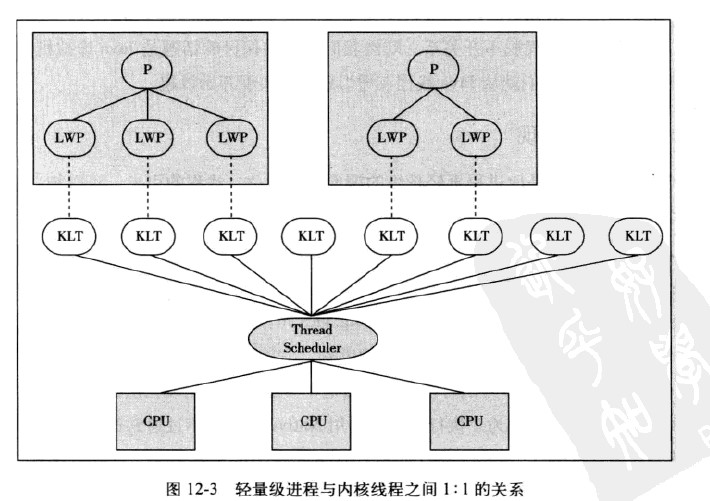 P
P
LWP
LWP
LWP
LWP
LWP
KLT
KLT
KLT
KLT
KLT
KLT
KLT
KLT
Thread
Scheduler
CPU
CPU
CPU
图 12-3 轻量级进程与内核线程之间 1:1 的关系